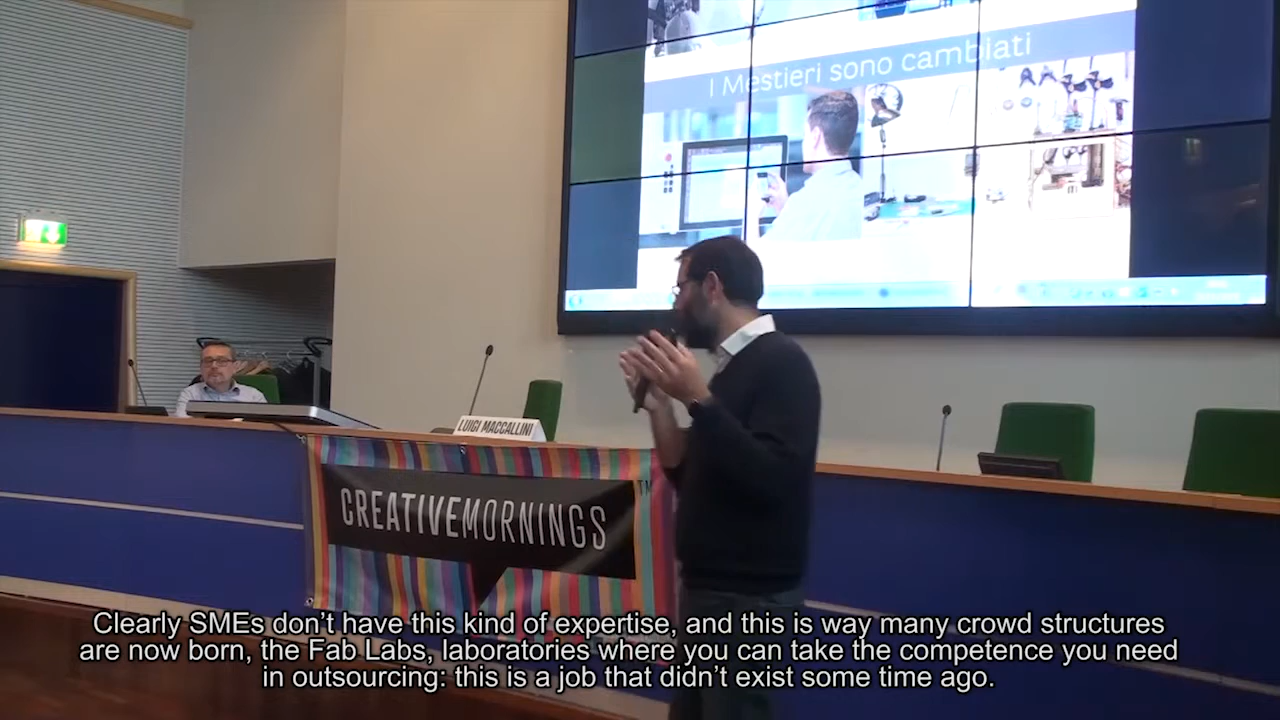 I Mestieri sono cambiati
LUIGI MACCALLINI
CREATIVEMORNINGS
TM
Clearly SMEs don't have this kind of expertise, and this is way many crowd structures
are now born, the Fab Labs, laboratories where you can take the competence you need
in outsourcing: this is a job that didn't exist some time ago.